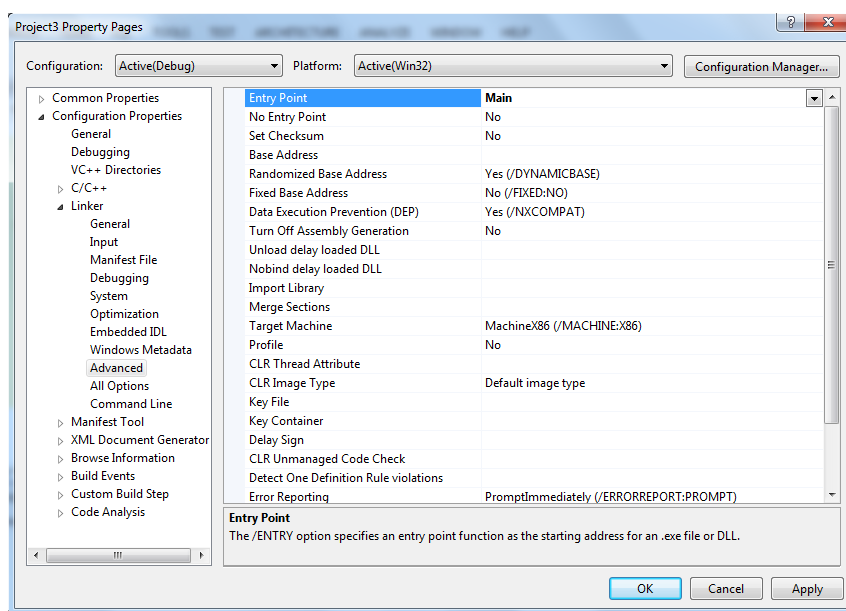 Project3 Property Pages
TOOLS TEST ARCHITECTURE ANALYZE WINDOW HELP
Configuration: Active(Debug) Platform: Active(Win32) Configuration Manager...
Common Properties
Configuration Properties
General
Debugging
VC++ Directories
C/C++
Linker
General
Input
Manifest File
Debugging
System
Optimization
Embedded IDL
Windows Metadata
Advanced
All Options
Command Line
Manifest Tool
XML Document Generator
Browse Information
Build Events
Custom Build Step
Code Analysis
Entry Point Main
No Entry Point No
Set Checksum No
Base Address
Randomized Base Address Yes (/DYNAMICBASE)
Fixed Base Address No (/FIXED:NO)
Data Execution Prevention (DEP) Yes (/NXCOMPAT)
Turn Off Assembly Generation No
Unload delay loaded DLL
Nobind delay loaded DLL
Import Library
Merge Sections
Target Machine MachineX86 (/MACHINE:X86)
Profile No
CLR Thread Attribute
CLR Image Type Default image type
Key File
Key Container
Delay Sign
CLR Unmanaged Code Check
Detect One Definition Rule violations
Error Reporting PromptImmediately (/ERRORREPORT:PROMPT)
Entry Point
The /ENTRY option specifies an entry point function as the starting address for an .exe file or DLL.
OK Cancel Apply